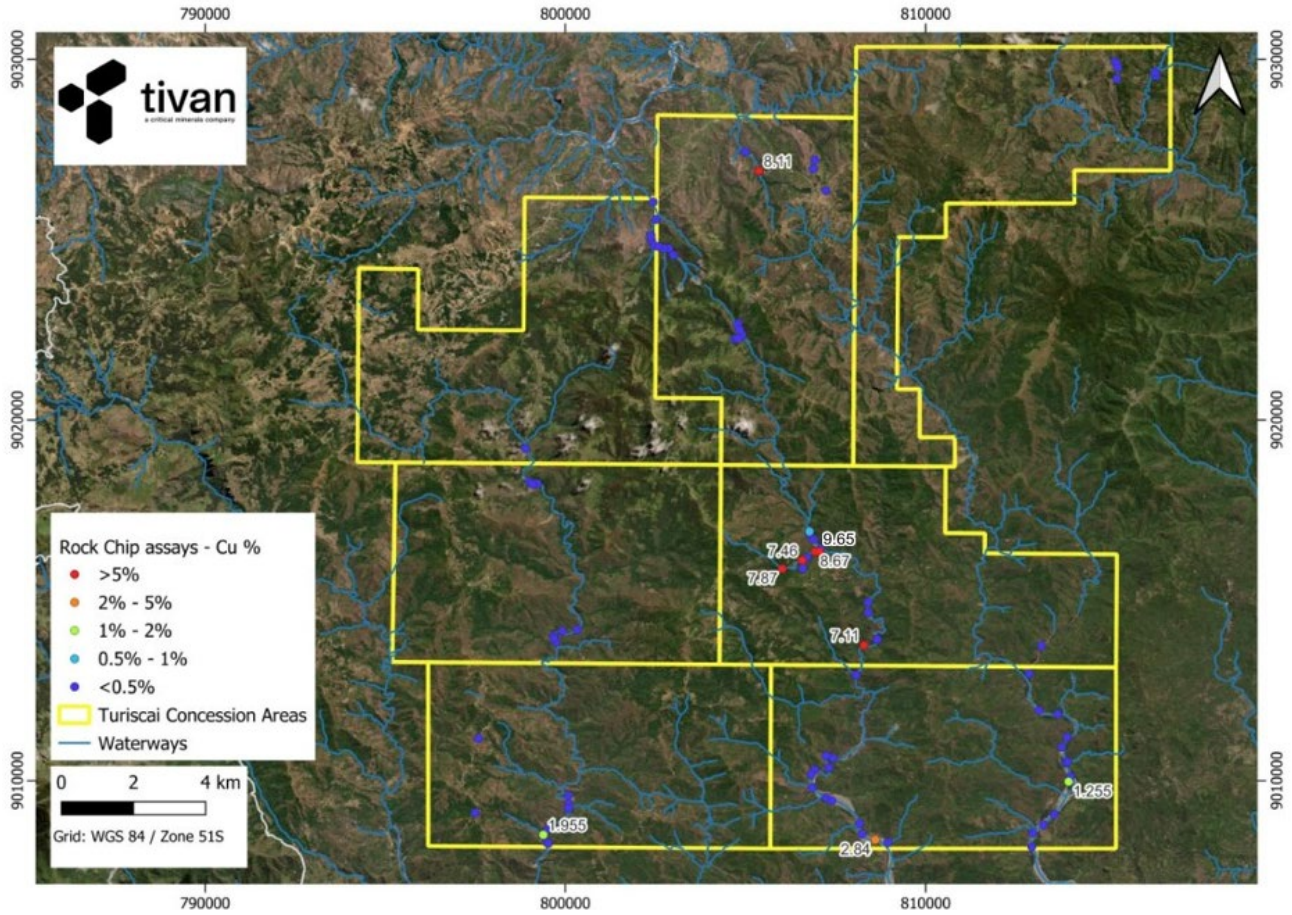 790000 800000 810000
9030000 9030000
tivan
a critical minerals company
8.11
9020000 9020000
9.65
7.46
8.67
7.87
7.11
Rock Chip assays - Cu %
>5%
2% - 5%
1% - 2%
0.5% - 1%
<0.5%
Turiscai Concession Areas
Waterways
0 2 4 km
Grid: WGS 84 / Zone 51S
9010000 9010000
1.255
1.955
2.84
790000 800000 810000